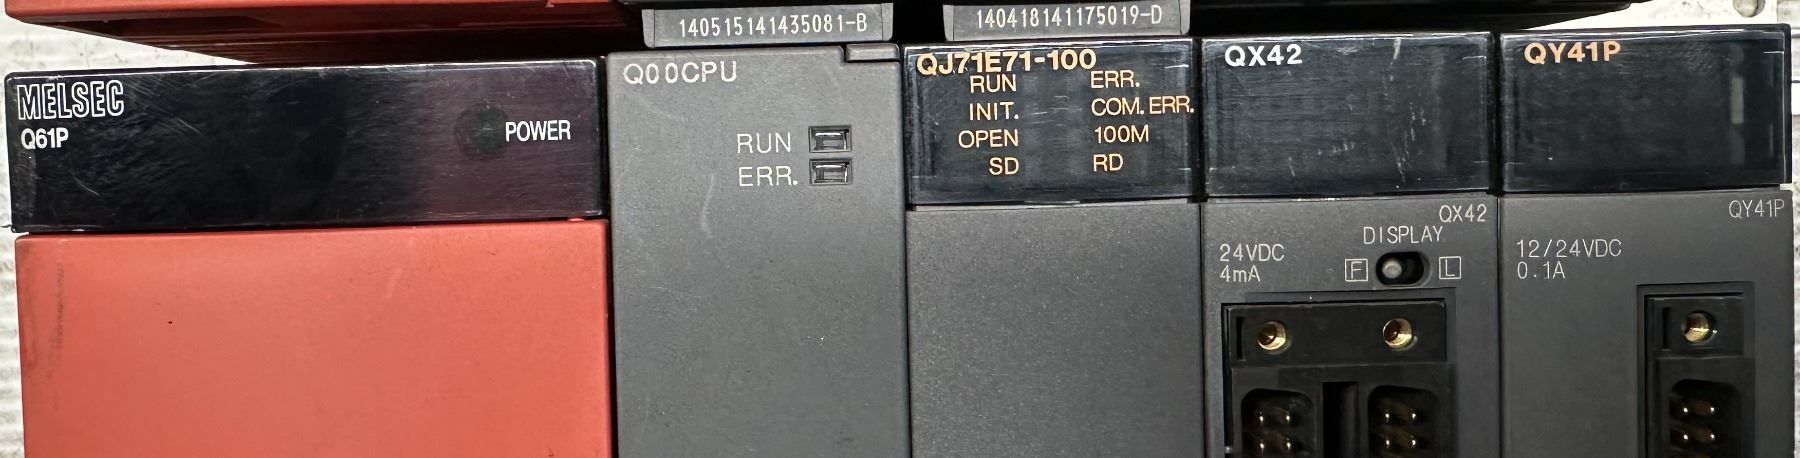 140515141435081-B
140418141175019-D
MELSEC
Q61P
POWER
Q00CPU
RUN
ERR.
QJ71E71-100
RUN ERR.
INIT. COM.ERR.
OPEN 100M
SD RD
QX42
QX42
DISPLAY
24VDC
4mA
F L
QY41P
QY41P
12/24VDC
0.1A